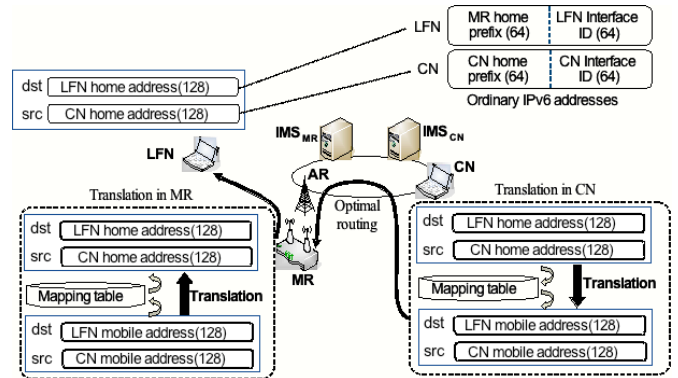 LFN MR home prefix (64) LFN Interface ID (64)
CN CN home prefix (64) CN Interface ID (64)
Ordinary IPv6 addresses
dst LFN home address(128)
src CN home address(128)
IMS MR
IMS CN
LFN
CN
AR
Optimal
routing
MR
Translation in MR
dst LFN home address(128)
src CN home address(128)
Mapping table
Translation
dst LFN mobile address(128)
src CN mobile address(128)
Translation in CN
dst LFN home address(128)
src CN home address(128)
Mapping table
Translation
dst LFN mobile address(128)
src CN mobile address(128)